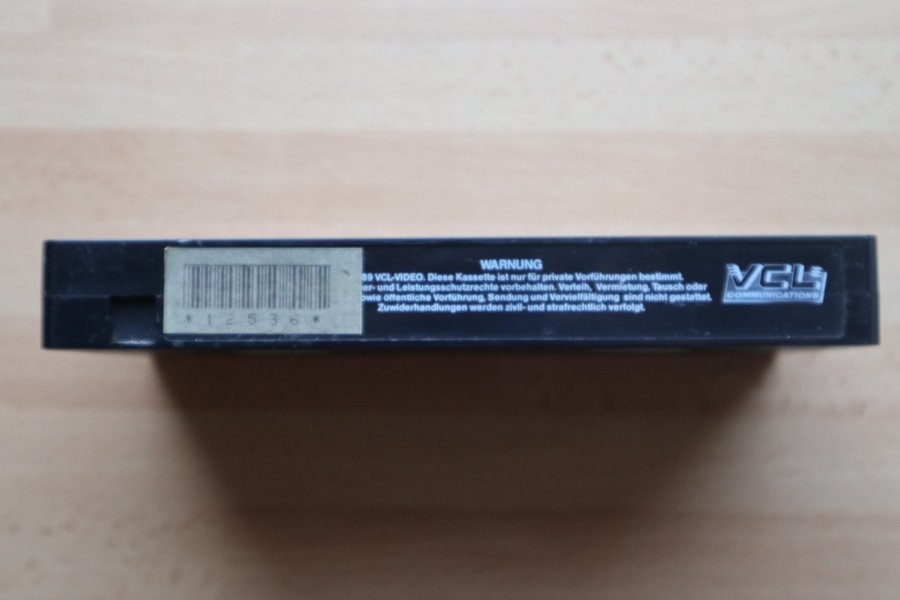 *12536*
WARNUNG
89 VCL-VIDEO. Diese Kassette ist nur für private Vorführungen bestimmt.
er- und Leistungsschutzrechte vorbehalten. Verleih, Vermietung, Tausch oder
owie öffentliche Vorführung, Sendung und Vervielfältigung sind nicht gestattet.
Zuwiderhandlungen werden zivil- und strafrechtlich verfolgt.
VCL
COMMUNICATIONS